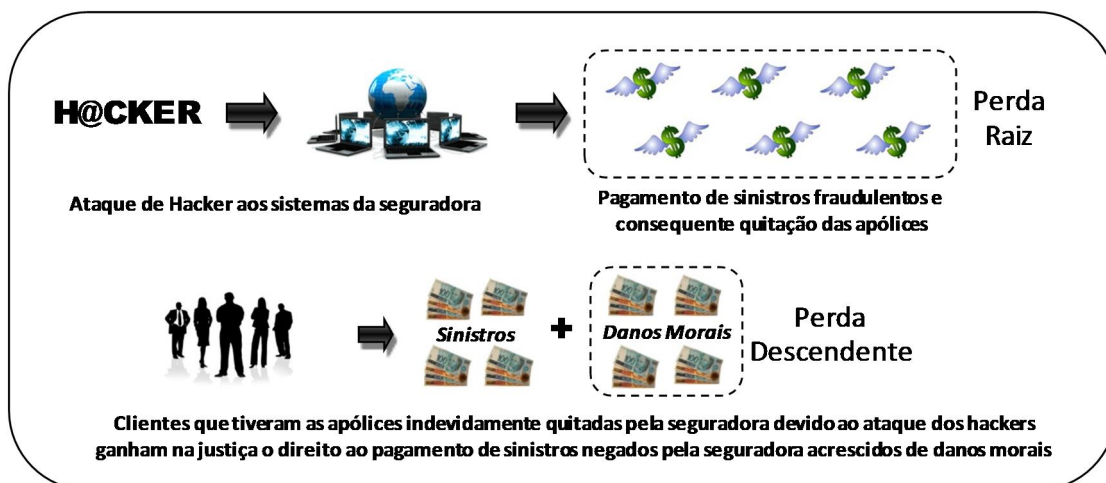 H@CKER
Perda
Raiz
Ataque de Hacker aos sistemas da seguradora
Pagamento de sinistros fraudulentos e
consequente quitação das apólices
Sinistros + Danos Morais
Perda
Descendente
Clientes que tiveram as apólices indevidamente quitadas pela seguradora devido ao ataque dos hackers
ganham na justiça o direito ao pagamento de sinistros negados pela seguradora acrescidos de danos morais